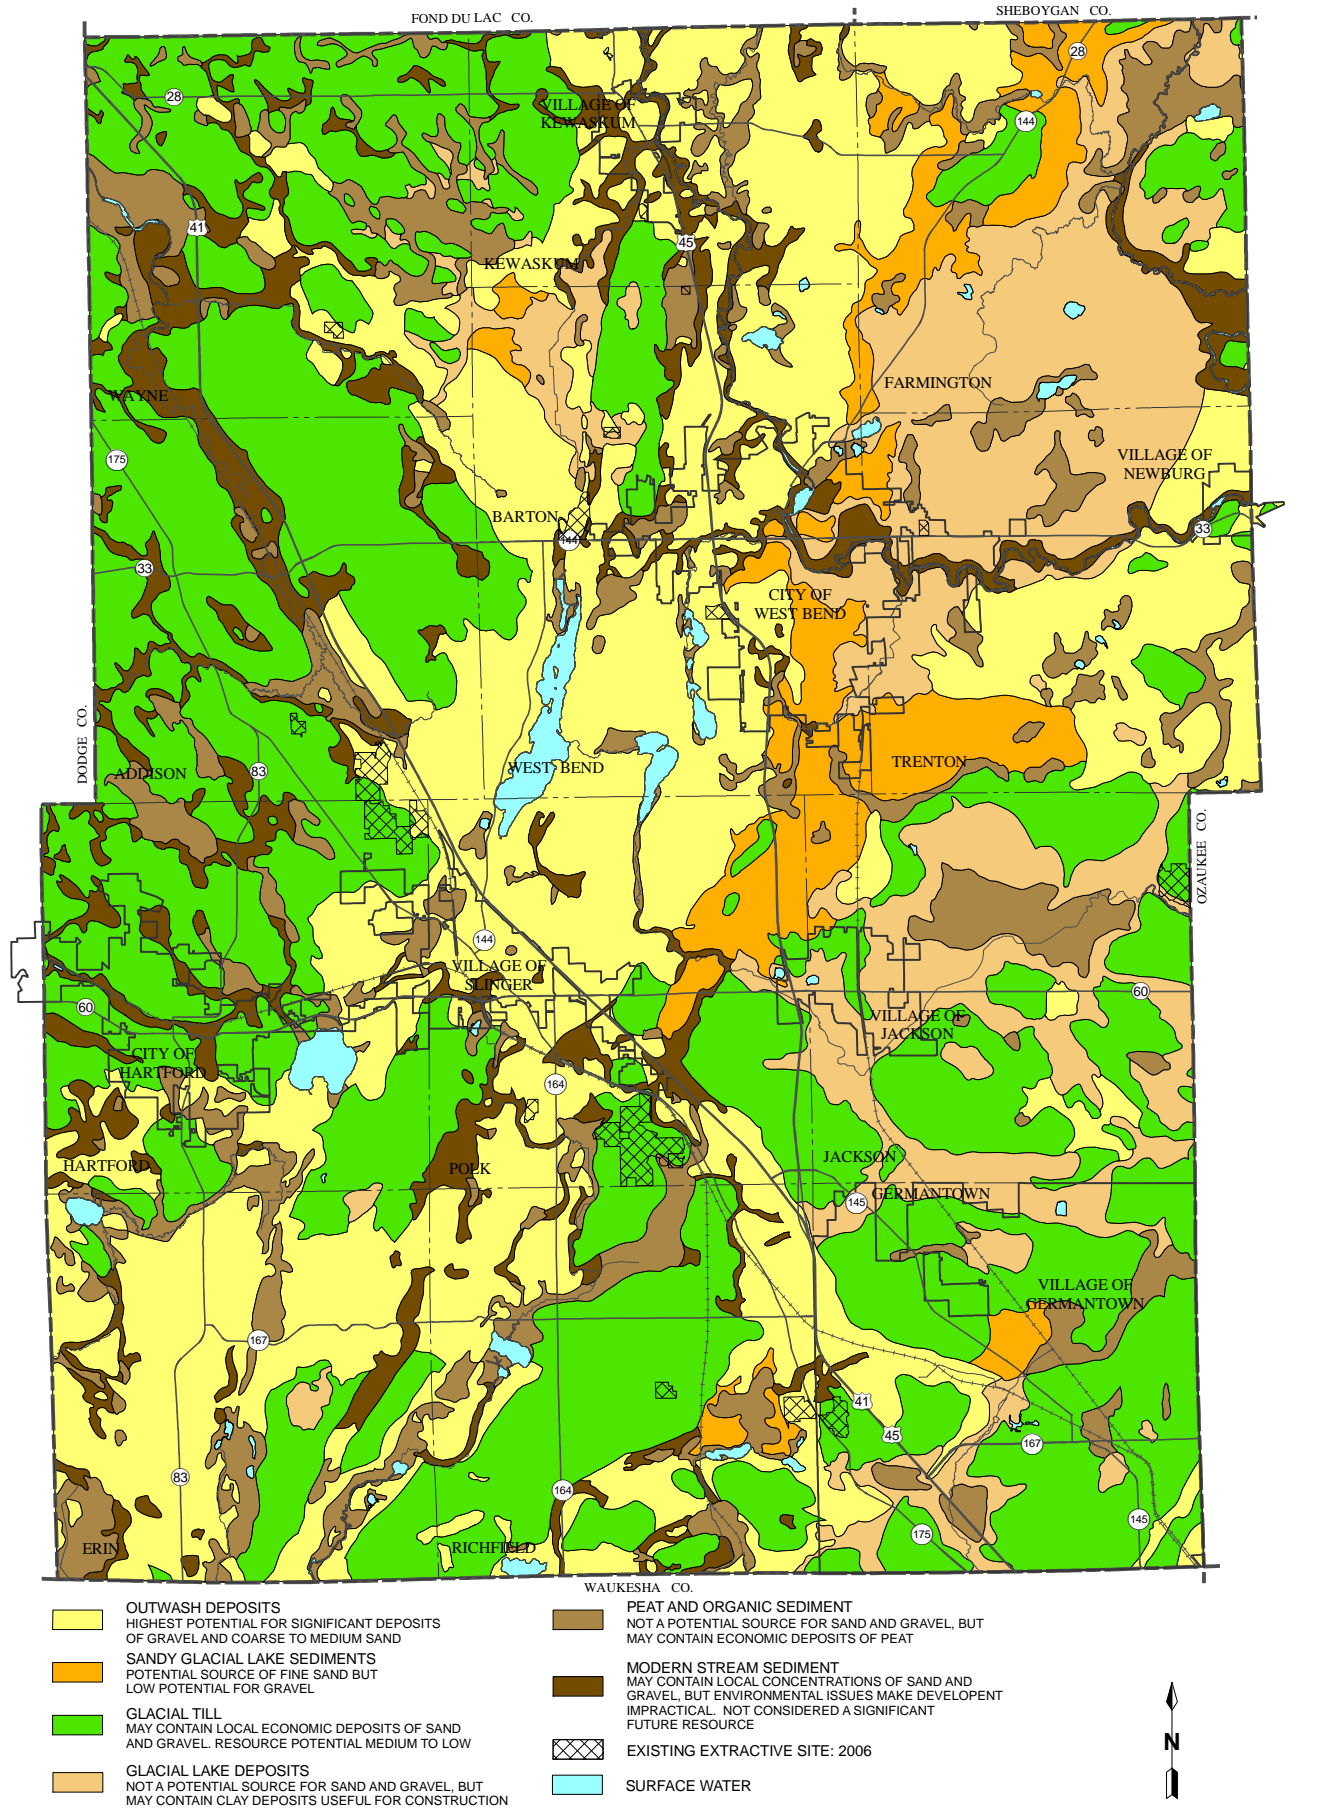 FOND DU LAC CO.
SHEBOYGAN CO.
28
28
144
VILLAGE OF
KEWASKUM
41
45
KEWASKUM
FARMINGTON
WAYNE
175
VILLAGE OF
NEWBURG
BARTON
144
33
33
CITY OF
WEST BEND
DODGE CO.
ADDISON
83
WEST BEND
TRENTON
OZAUKEE CO.
144
VILLAGE OF
SLINGER
60
60
VILLAGE OF
JACKSON
CITY OF
HARTFORD
164
HARTFORD
POLK
JACKSON
GERMANTOWN
145
VILLAGE OF
GERMANTOWN
167
41
45
167
83
164
145
175
ERIN
RICHFIELD
WAUKESHA CO.
OUTWASH DEPOSITS
HIGHEST POTENTIAL FOR SIGNIFICANT DEPOSITS
OF GRAVEL AND COARSE TO MEDIUM SAND
SANDY GLACIAL LAKE SEDIMENTS
POTENTIAL SOURCE OF FINE SAND BUT
LOW POTENTIAL FOR GRAVEL
GLACIAL TILL
MAY CONTAIN LOCAL ECONOMIC DEPOSITS OF SAND
AND GRAVEL. RESOURCE POTENTIAL MEDIUM TO LOW
GLACIAL LAKE DEPOSITS
NOT A POTENTIAL SOURCE FOR SAND AND GRAVEL, BUT
MAY CONTAIN CLAY DEPOSITS USEFUL FOR CONSTRUCTION
PEAT AND ORGANIC SEDIMENT
NOT A POTENTIAL SOURCE FOR SAND AND GRAVEL, BUT
MAY CONTAIN ECONOMIC DEPOSITS OF PEAT
MODERN STREAM SEDIMENT
MAY CONTAIN LOCAL CONCENTRATIONS OF SAND AND
GRAVEL, BUT ENVIRONMENTAL ISSUES MAKE DEVELOPENT
IMPRACTICAL. NOT CONSIDERED A SIGNIFICANT
FUTURE RESOURCE
EXISTING EXTRACTIVE SITE: 2006
SURFACE WATER
N